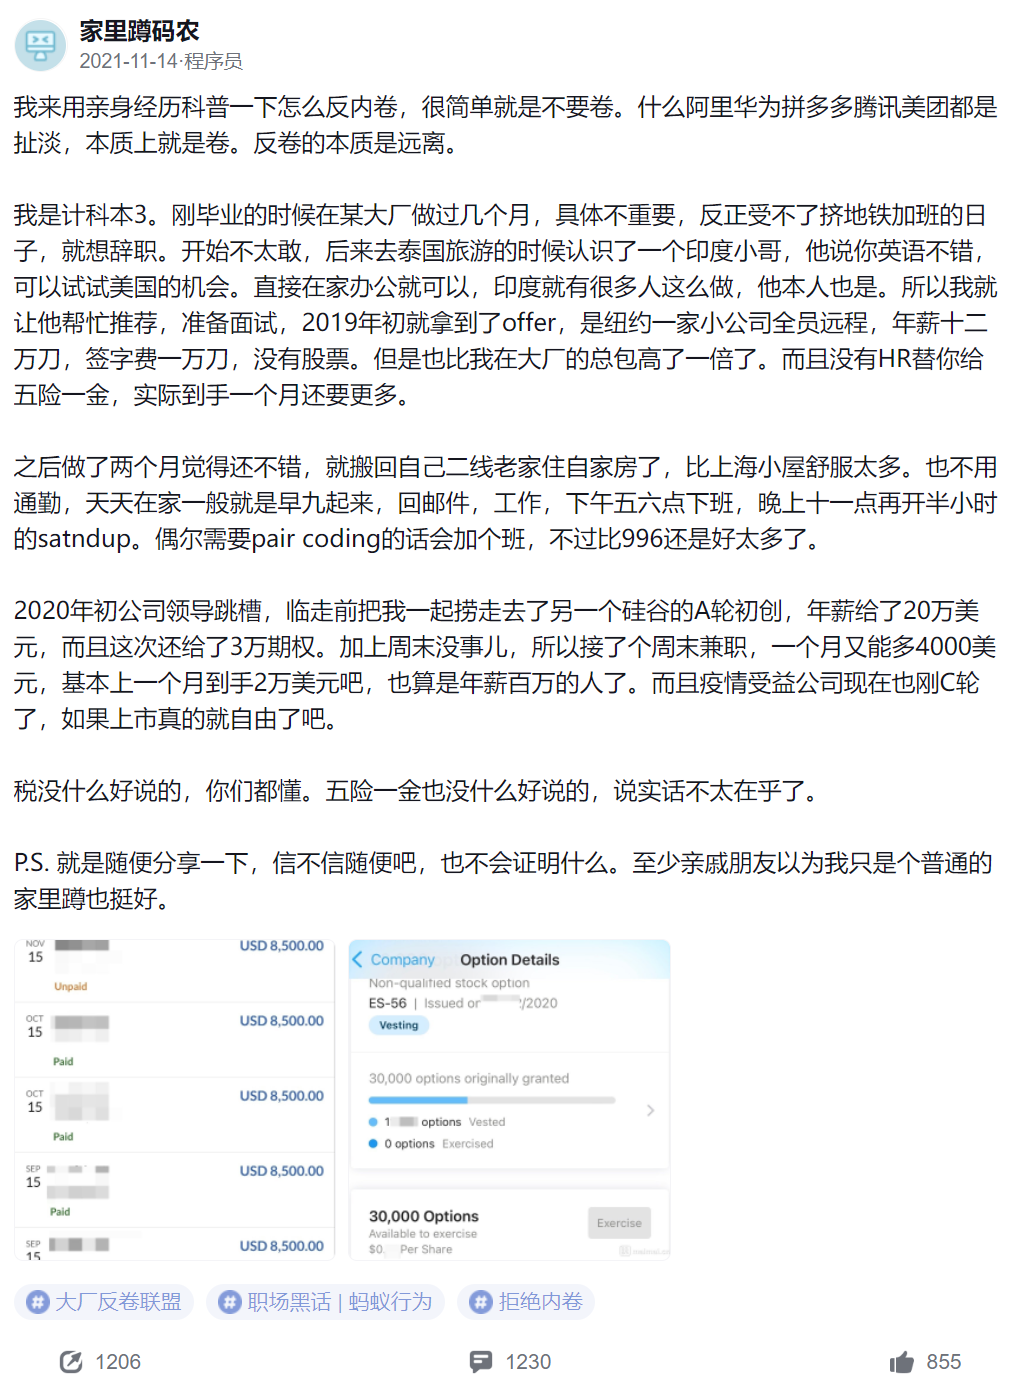 家里蹲码农
2021-11-14·程序员
我来用亲身经历科普一下怎么反内卷，很简单就是不要卷。什么阿里华为拼多多腾讯美团都是
扯淡，本质上就是卷。反卷的本质是远离。
我是计科本3。刚毕业的时候在某大厂做过几个月，具体不重要，反正受不了挤地铁加班的日
子，就想辞职。开始不太敢，后来去泰国旅游的时候认识了一个印度小哥，他说你英语不错，
可以试试美国的机会。直接在家办公就可以，印度就有很多人这么做，他本人也是。所以我就
让他帮忙推荐，准备面试，2019年初就拿到了offer，是纽约一家小公司全员远程，年薪十二
万刀，签字费一万刀，没有股票。但是也比我在大厂的总包高了一倍了。而且没有HR替你给
五险一金，实际到手一个月还要更多。
之后做了两个月觉得还不错，就搬回自己二线老家住自家房了，比上海小屋舒服太多。也不用
通勤，天天在家一般就是早九起来，回邮件，工作，下午五六点下班，晚上十一点再开半小时
的satndup。偶尔需要pair coding的话会加个班，不过比996还是好太多了。
2020年初公司领导跳槽，临走前把我一起捞走去了另一个硅谷的A轮初创，年薪给了20万美
元，而且这次还给了3万期权。加上周末没事儿，所以接了个周末兼职，一个月又能多4000美
元，基本上一个月到手2万美元吧，也算是年薪百万的人了。而且疫情受益公司现在也刚C轮
了，如果上市真的就自由了吧。
税没什么好说的，你们都懂。五险一金也没什么好说的，说实话不太在乎了。
P.S. 就是随便分享一下，信不信随便吧，也不会证明什么。至少亲戚朋友以为我只是个普通的
家里蹲也挺好。
NOV
15
USD 8,500.00
Unpaid
OCT
15
USD 8,500.00
Paid
OCT
15
USD 8,500.00
Paid
SEP
15
USD 8,500.00
Paid
SEP
15
USD 8,500.00
Company
Option Details
Non-qualified stock option
ES-56 | Issued on /2020
Vesting
30,000 options originally granted
1 options Vested
0 options Exercised
30,000 Options
Available to exercise
$0. Per Share
Exercise
大厂反卷联盟
职场黑话 | 蚂蚁行为
拒绝内卷
1206
1230
855